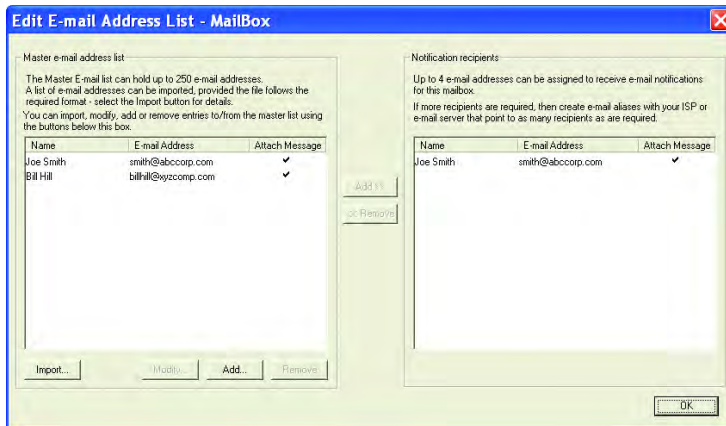 Edit E-mail Address List - MailBox
Master e-mail address list
The Master E-mail list can hold up to 250 e-mail addresses.
A list of e-mail addresses can be imported, provided the file follows the
required format - select the Import button for details.
You can import, modify, add or remove entries to/from the master list using
the buttons below this box.
Name E-mail Address Attach Message
Joe Smith smith@abccorp.com ✔
Bill Hill billhill@xyzcomp.com ✔
Import... Modify... Add... Remove
Add >>
<< Remove
Notification recipients
Up to 4 e-mail addresses can be assigned to receive e-mail notifications
for this mailbox.
If more recipients are required, then create e-mail aliases with your ISP or
e-mail server that point to as many recipients as are required.
Name E-mail Address Attach Message
Joe Smith smith@abccorp.com ✔
OK